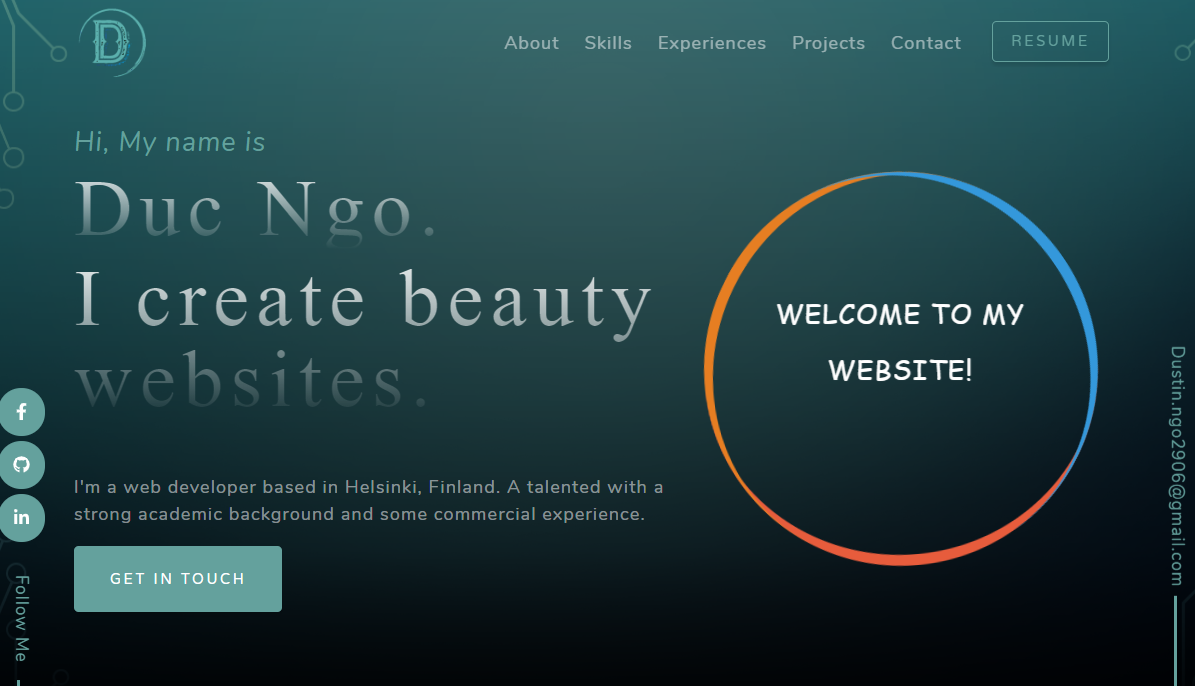 D
About Skills Experiences Projects Contact RESUME
Hi, My name is
Duc Ngo.
I create beauty
websites.
WELCOME TO MY
WEBSITE!
I'm a web developer based in Helsinki, Finland. A talented with a
strong academic background and some commercial experience.
GET IN TOUCH
Follow Me
Dustin.ngo2906@gmail.com